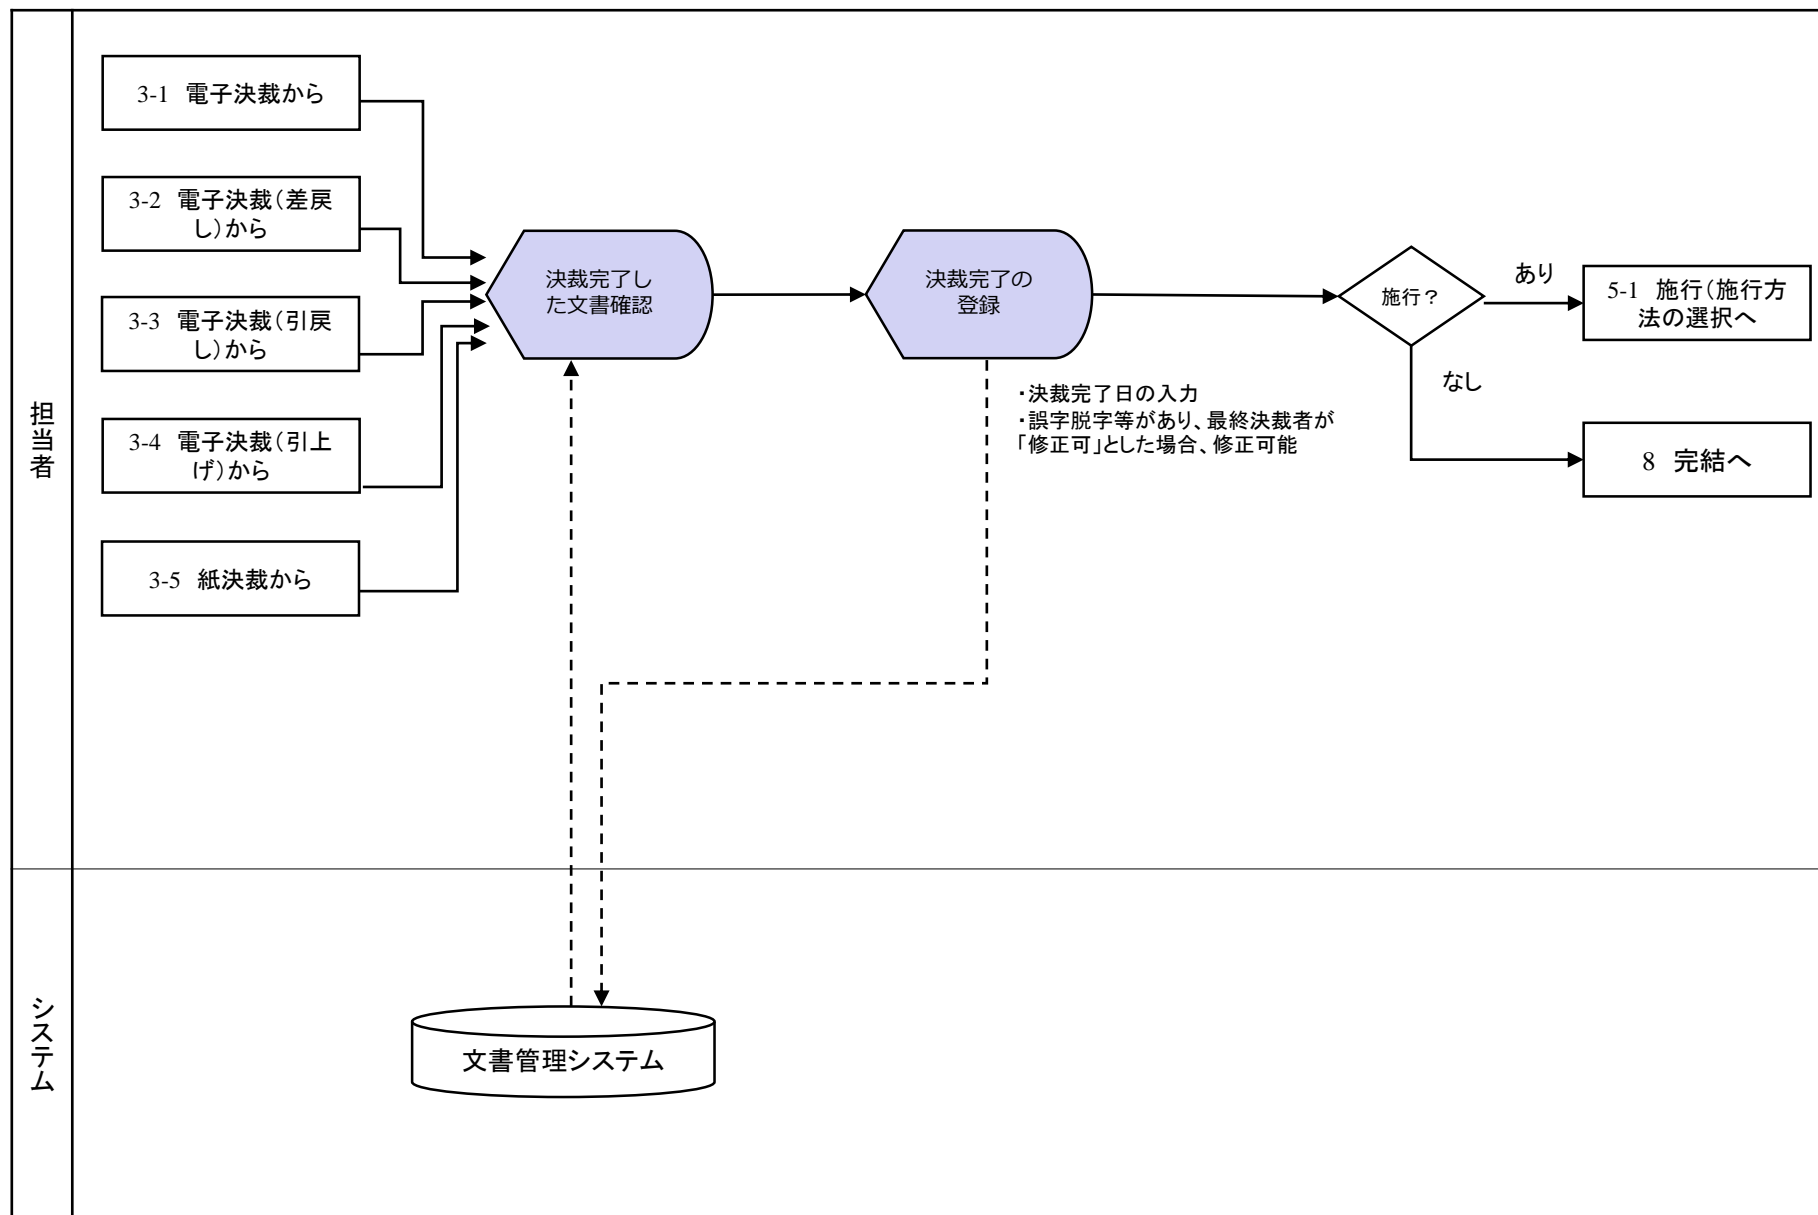 担当者
3-1 電子決裁から
3-2 電子決裁（差戻
し）から
3-3 電子決裁（引戻
し）から
3-4 電子決裁（引上
げ）から
3-5 紙決裁から
決裁完了し
た文書確認
決裁完了の
登録
・決裁完了日の入力
・誤字脱字等があり、最終決裁者が
「修正可」とした場合、修正可能
施行？
あり
なし
5-1 施行（施行方
法の選択へ
8 完結へ
システム
文書管理システム